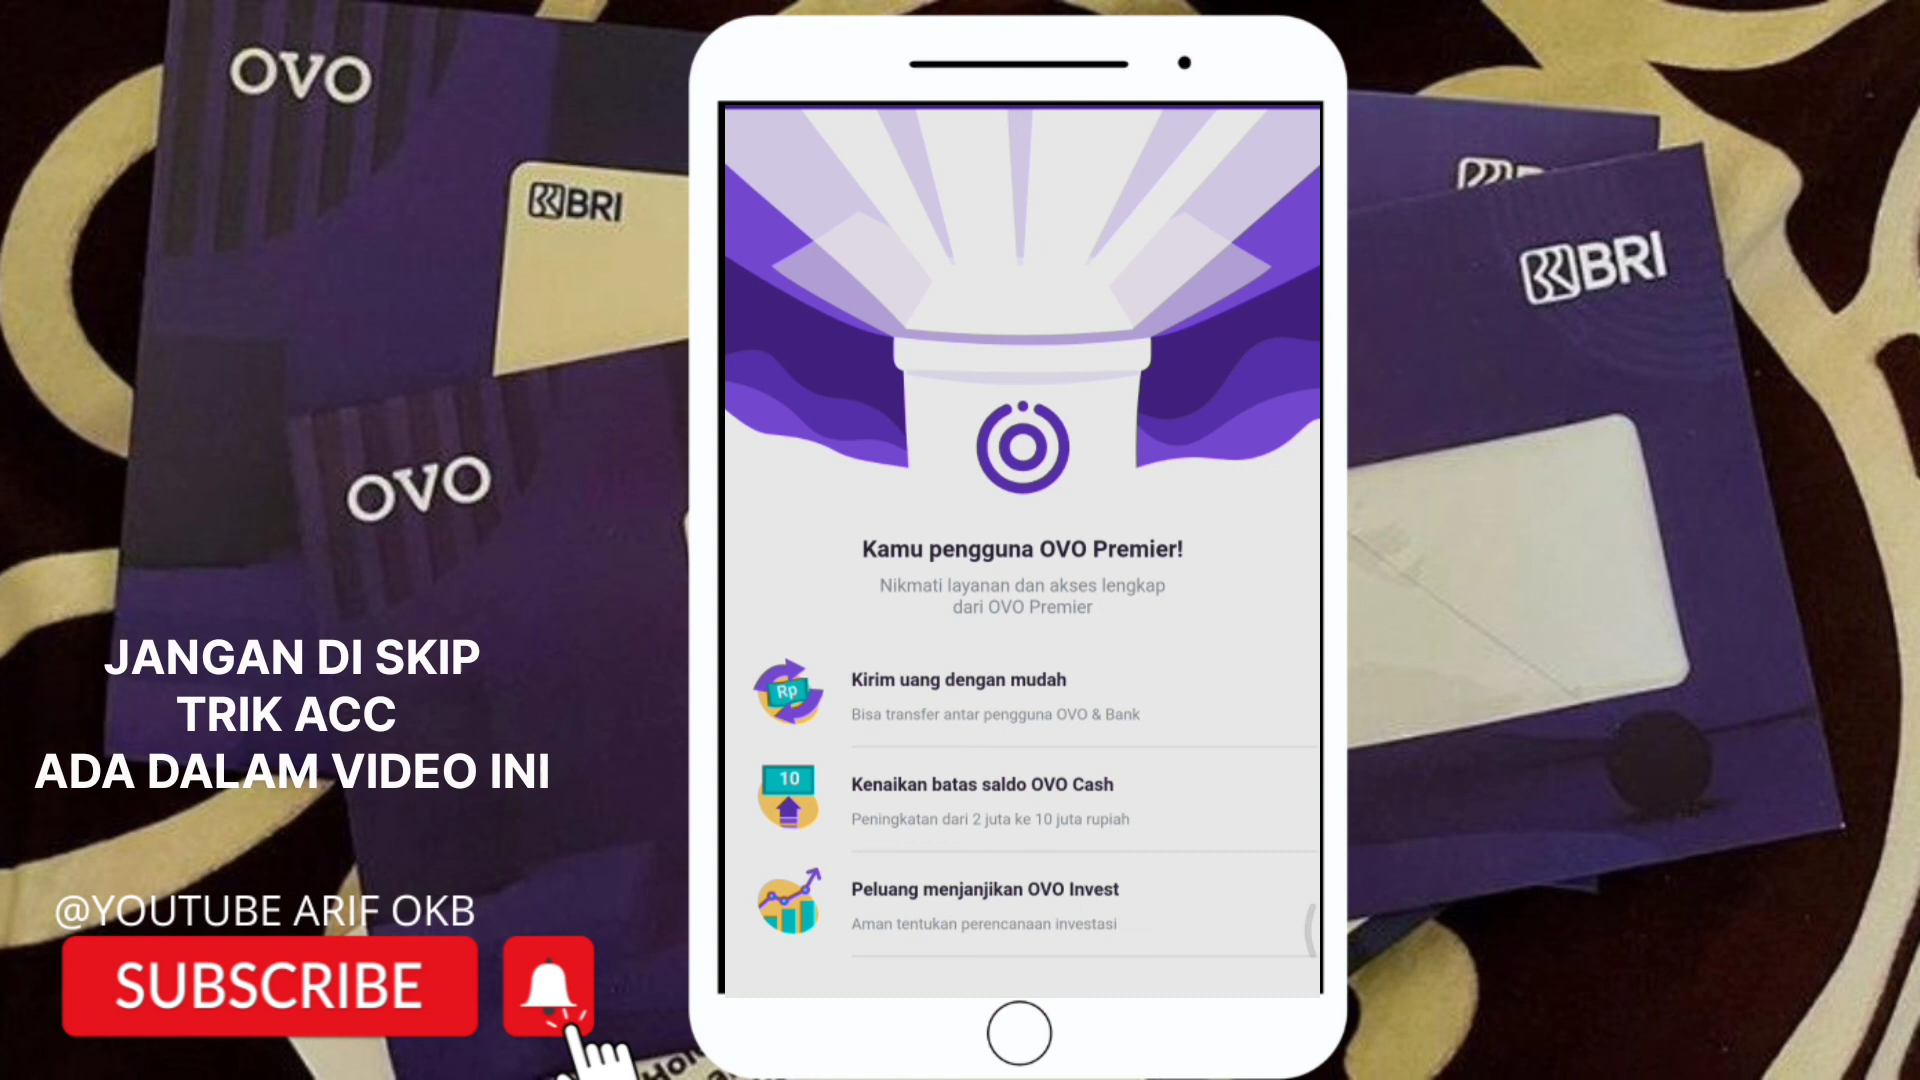 OVO
BRI
OVO
BRI
JANGAN DI SKIP
TRIK ACC
ADA DALAM VIDEO INI
@YOUTUBE ARIF OKB
SUBSCRIBE
Kamu pengguna OVO Premier!
Nikmati layanan dan akses lengkap
dari OVO Premier
Rp
Kirim uang dengan mudah
Bisa transfer antar pengguna OVO & Bank
10
Kenaikan batas saldo OVO Cash
Peningkatan dari 2 juta ke 10 juta rupiah
Peluang menjanjikan OVO Invest
Aman tentukan perencanaan investasi